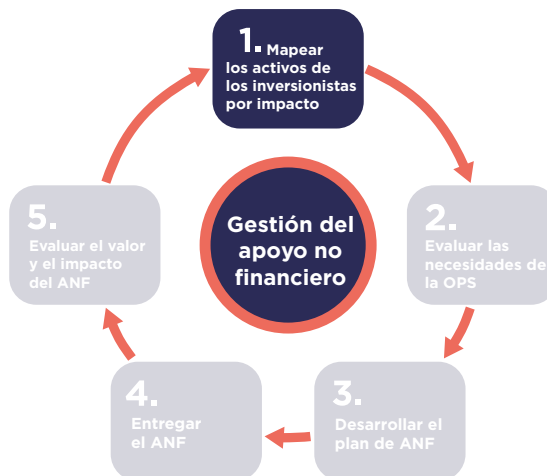 1. Mapear
los activos de
los inversionistas
por impacto
2.
Evaluar las
necesidades de
la OPS
3.
Desarrollar el
plan de ANF
4.
Entregar
el ANF
5.
Evaluar el valor
y el impacto
del ANF
Gestión del
apoyo no
financiero